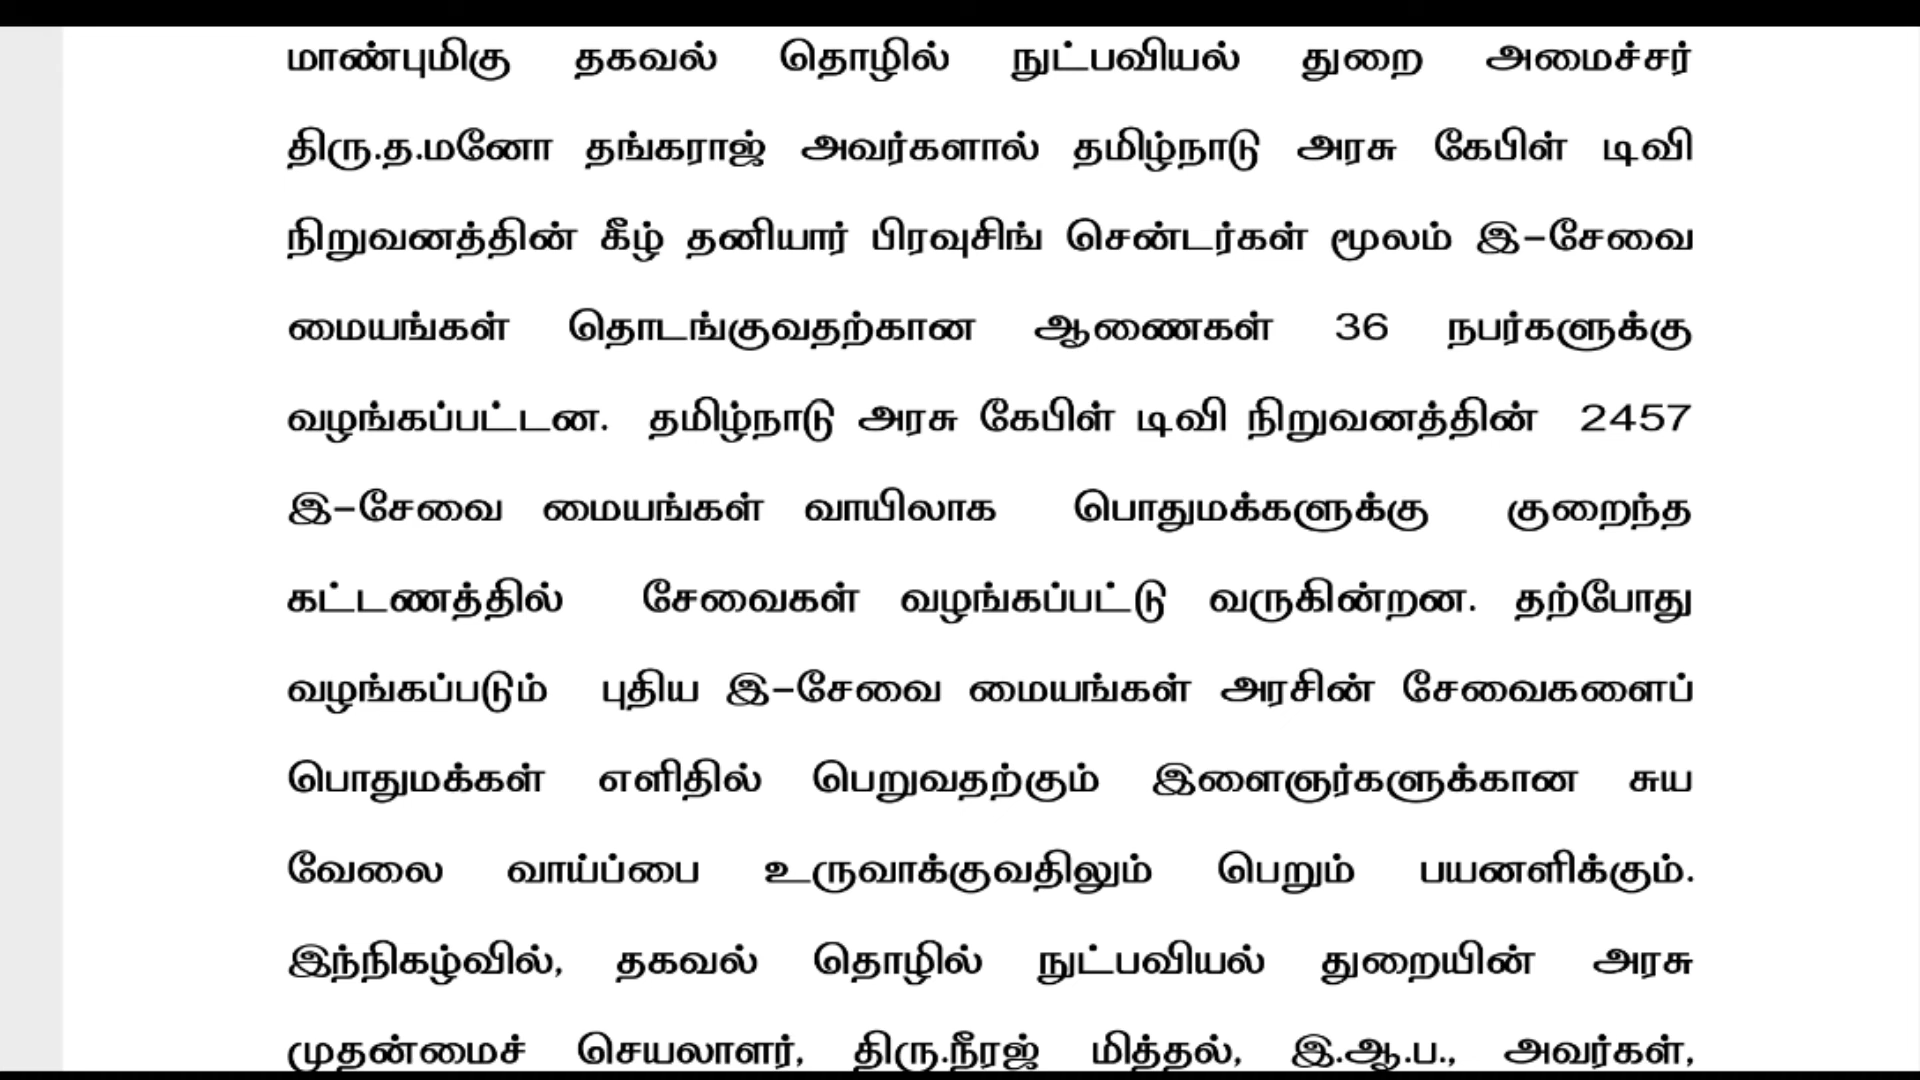 மாண்புமிகு தகவல் தொழில் நுட்பவியல் துறை அமைச்சர்
திரு.த.மனோ தங்கராஜ் அவர்களால் தமிழ்நாடு அரசு கேபிள் டிவி
நிறுவனத்தின் கீழ் தனியார் பிரவுசிங் சென்டர்கள் மூலம் இ-சேவை
மையங்கள் தொடங்குவதற்கான ஆணைகள் 36 நபர்களுக்கு
வழங்கப்பட்டன. தமிழ்நாடு அரசு கேபிள் டிவி நிறுவனத்தின் 2457
இ-சேவை மையங்கள் வாயிலாக பொதுமக்களுக்கு குறைந்த
கட்டணத்தில் சேவைகள் வழங்கப்பட்டு வருகின்றன. தற்போது
வழங்கப்படும் புதிய இ-சேவை மையங்கள் அரசின் சேவைகளைப்
பொதுமக்கள் எளிதில் பெறுவதற்கும் இளைஞர்களுக்கான சுய
வேலை வாய்ப்பை உருவாக்குவதிலும் பெறும் பயனளிக்கும்.
இந்நிகழ்வில், தகவல் தொழில் நுட்பவியல் துறையின் அரசு
முதன்மைச் செயலாளர், திரு.நீரஜ் மித்தல், இ.ஆ.ப., அவர்கள்,